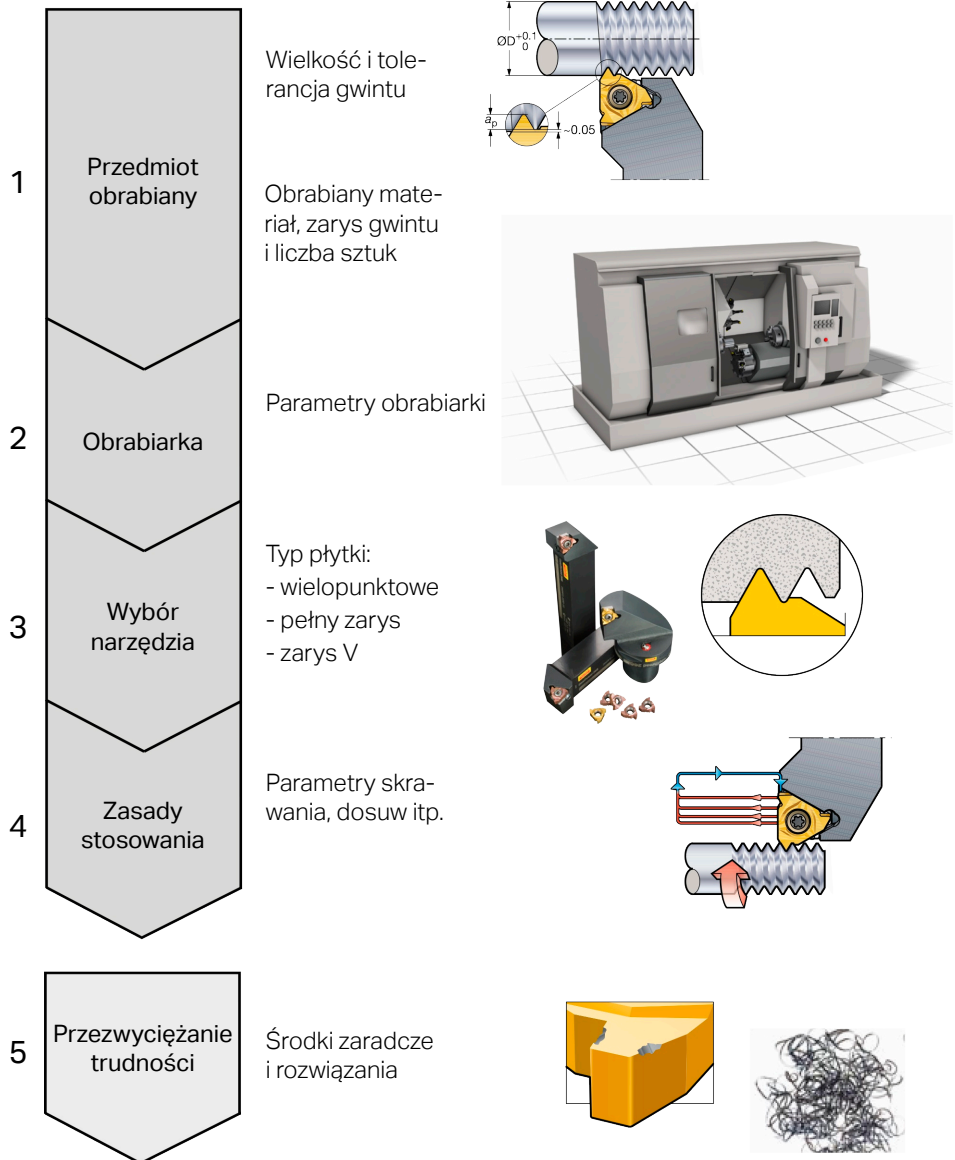 1
Przedmiot
obrabiany
Wielkość i tole-
rancja gwintu
ØD+0.1
0
ap
~0.05
Obrabiany mate-
riał, zarys gwintu
i liczba sztuk
2
Obrabiarka
Parametry obrabiarki
3
Wybór
narzędzia
Typ płytki:
- wielopunktowe
- pełny zarys
- zarys V
4
Zasady
stosowania
Parametry skra-
wania, dosuw itp.
5
Przezwyciężanie
trudności
Środki zaradcze
i rozwiązania